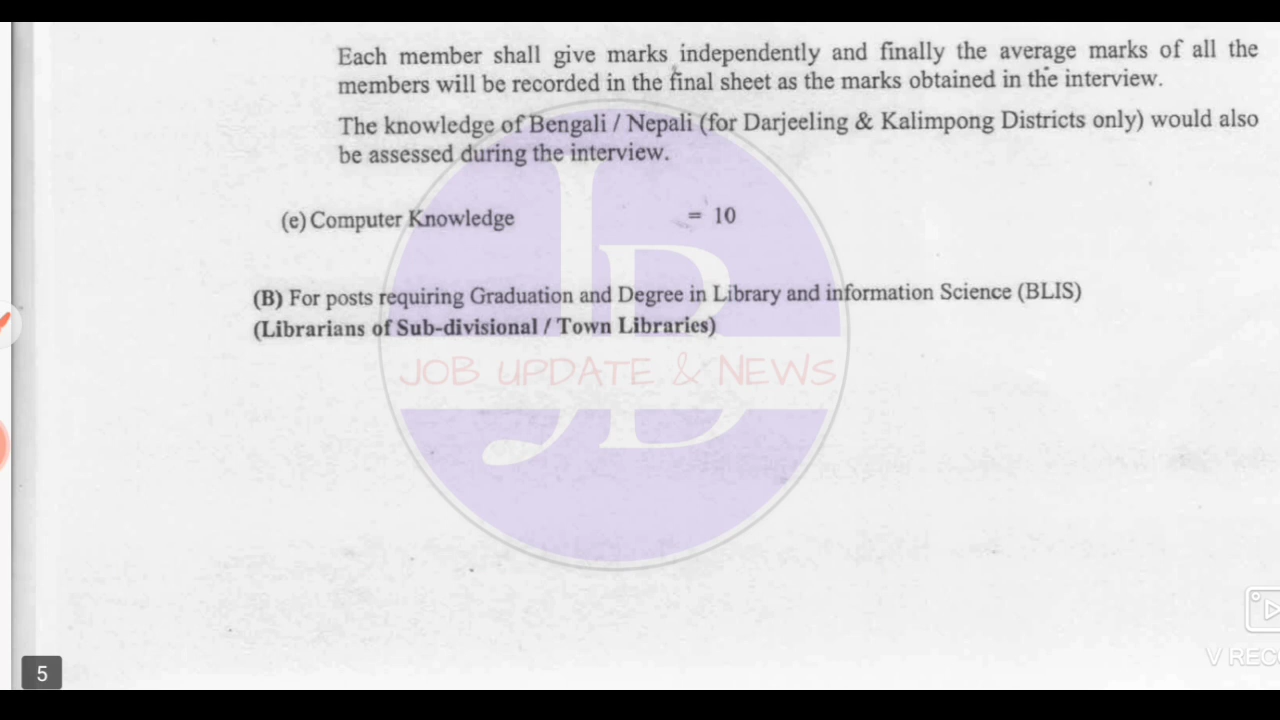 Each member shall give marks independently and finally the average marks of all the
members will be recorded in the final sheet as the marks obtained in the interview.
The knowledge of Bengali / Nepali (for Darjeeling & Kalimpong Districts only) would also
be assessed during the interview.
(e) Computer Knowledge = 10
(B) For posts requiring Graduation and Degree in Library and information Science (BLIS)
(Librarians of Sub-divisional / Town Libraries)
JB
JOB UPDATE & NEWS
5
V REC